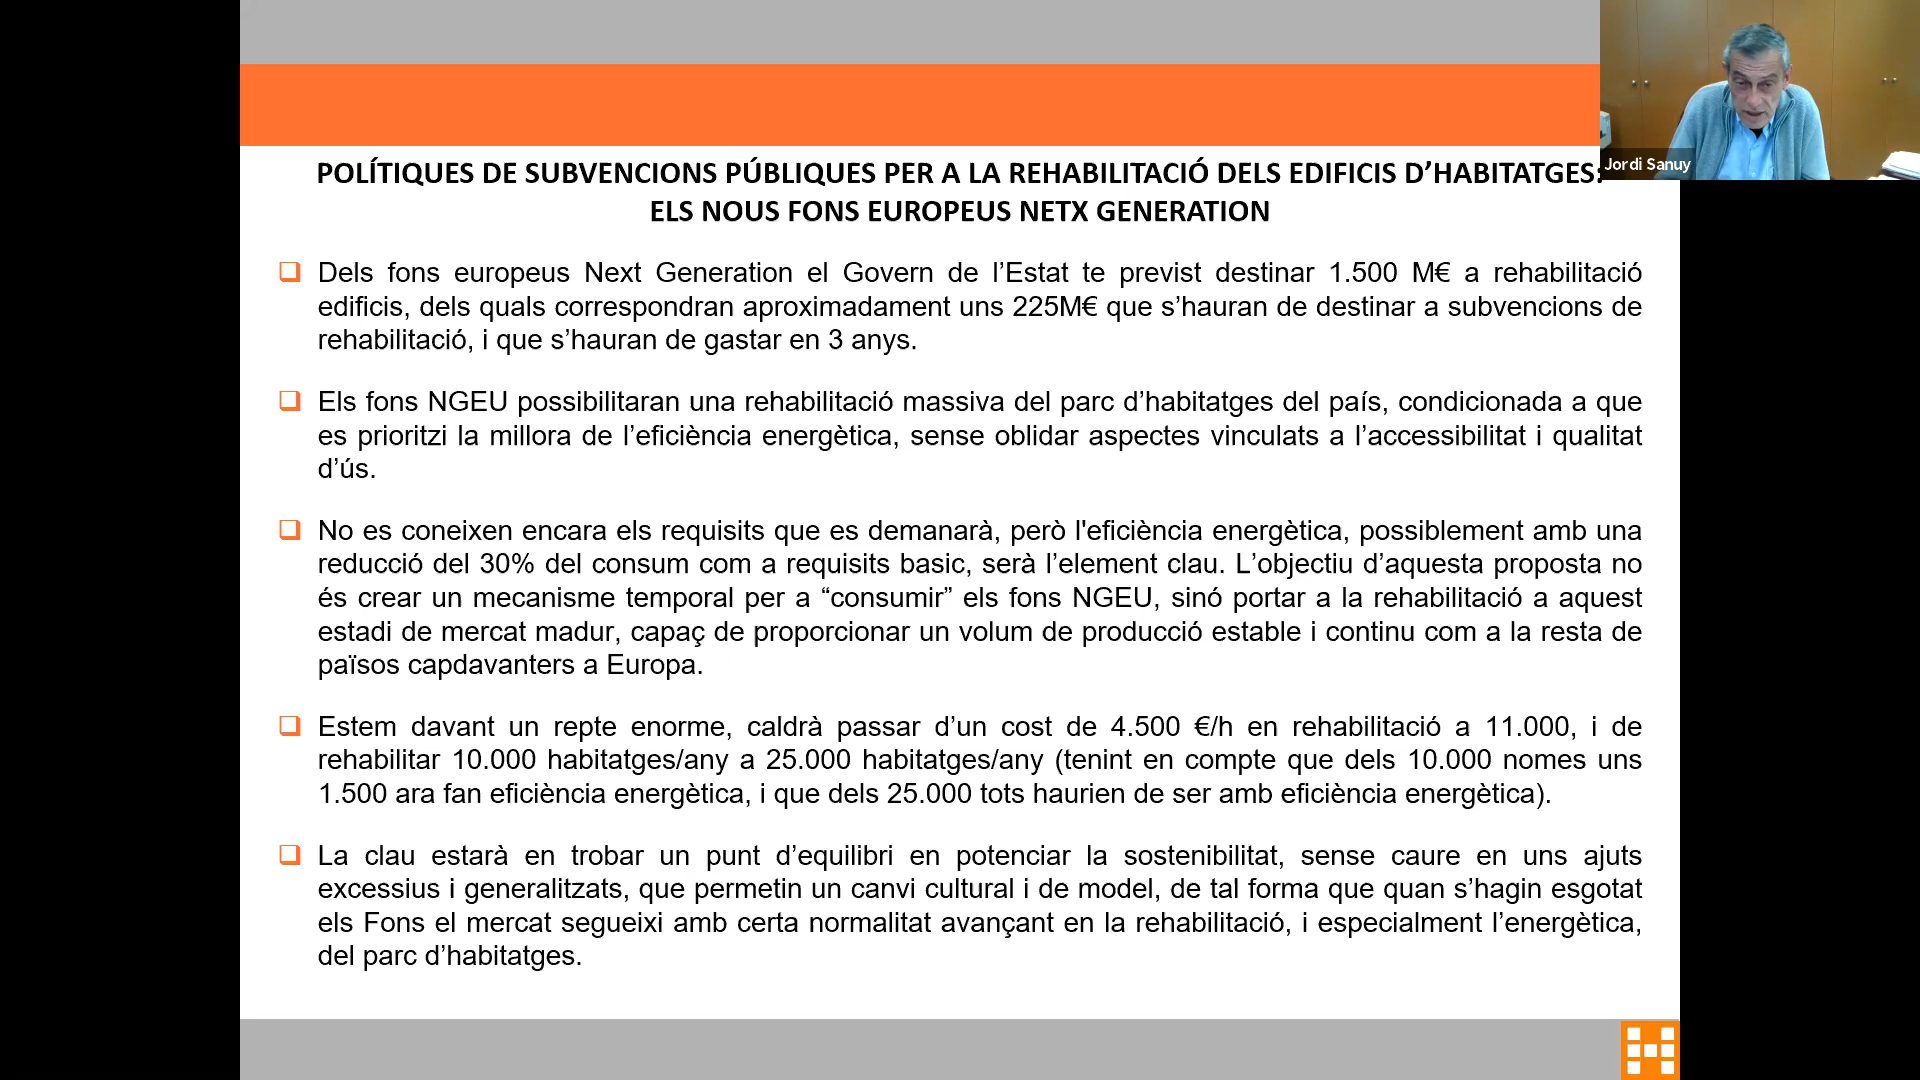 POLÍTIQUES DE SUBVENCIONS PÚBLIQUES PER A LA REHABILITACIÓ DELS EDIFICIS D’HABITATGES:
ELS NOUS FONS EUROPEUS NETX GENERATION
Jordi Sanuy
Dels fons europeus Next Generation el Govern de l’Estat te previst destinar 1.500 M€ a rehabilitació
edificis, dels quals correspondran aproximadament uns 225M€ que s’hauran de destinar a subvencions de
rehabilitació, i que s’hauran de gastar en 3 anys.
Els fons NGEU possibilitaran una rehabilitació massiva del parc d’habitatges del país, condicionada a que
es prioritzi la millora de l’eficiència energètica, sense oblidar aspectes vinculats a l’accessibilitat i qualitat
d’ús.
No es coneixen encara els requisits que es demanarà, però l'eficiència energètica, possiblement amb una
reducció del 30% del consum com a requisits basic, serà l’element clau. L’objectiu d’aquesta proposta no
és crear un mecanisme temporal per a “consumir” els fons NGEU, sinó portar a la rehabilitació a aquest
estadi de mercat madur, capaç de proporcionar un volum de producció estable i continu com a la resta de
països capdavanters a Europa.
Estem davant un repte enorme, caldrà passar d’un cost de 4.500 €/h en rehabilitació a 11.000, i de
rehabilitar 10.000 habitatges/any a 25.000 habitatges/any (tenint en compte que dels 10.000 nomes uns
1.500 ara fan eficiència energètica, i que dels 25.000 tots haurien de ser amb eficiència energètica).
La clau estarà en trobar un punt d’equilibri en potenciar la sostenibilitat, sense caure en uns ajuts
excessius i generalitzats, que permetin un canvi cultural i de model, de tal forma que quan s’hagin esgotat
els Fons el mercat segueixi amb certa normalitat avançant en la rehabilitació, i especialment l’energètica,
del parc d’habitatges.